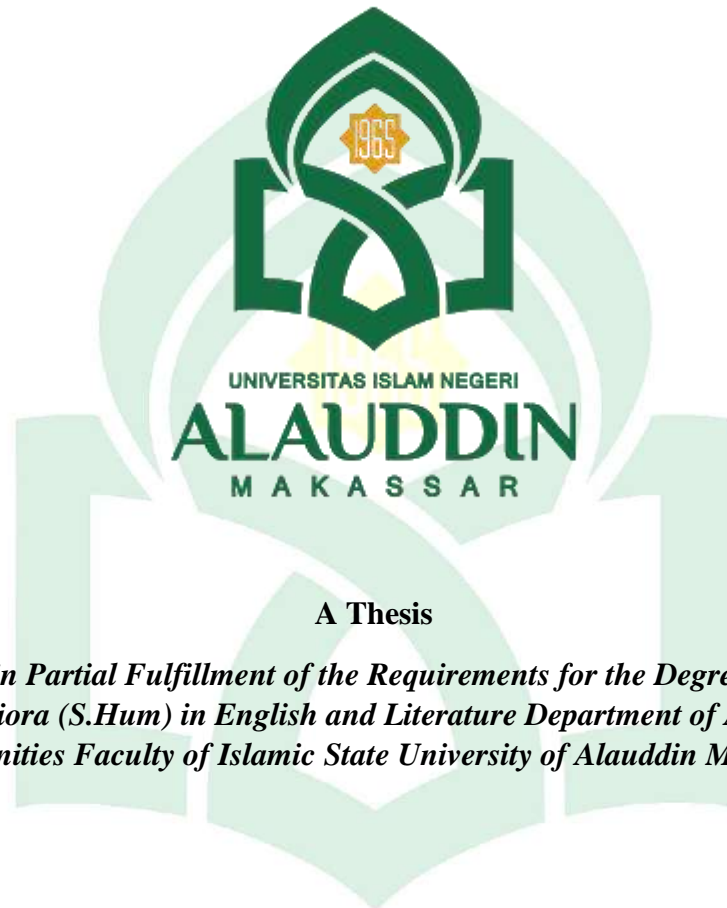 1965
UNIVERSITAS ISLAM NEGERI
ALAUDDIN
MAKASSAR
A Thesis
n Partial Fulfillment of the Requirements for the Degre
iora (S.Hum) in English and Literature Department of
nities Faculty of Islamic State University of Alauddin M